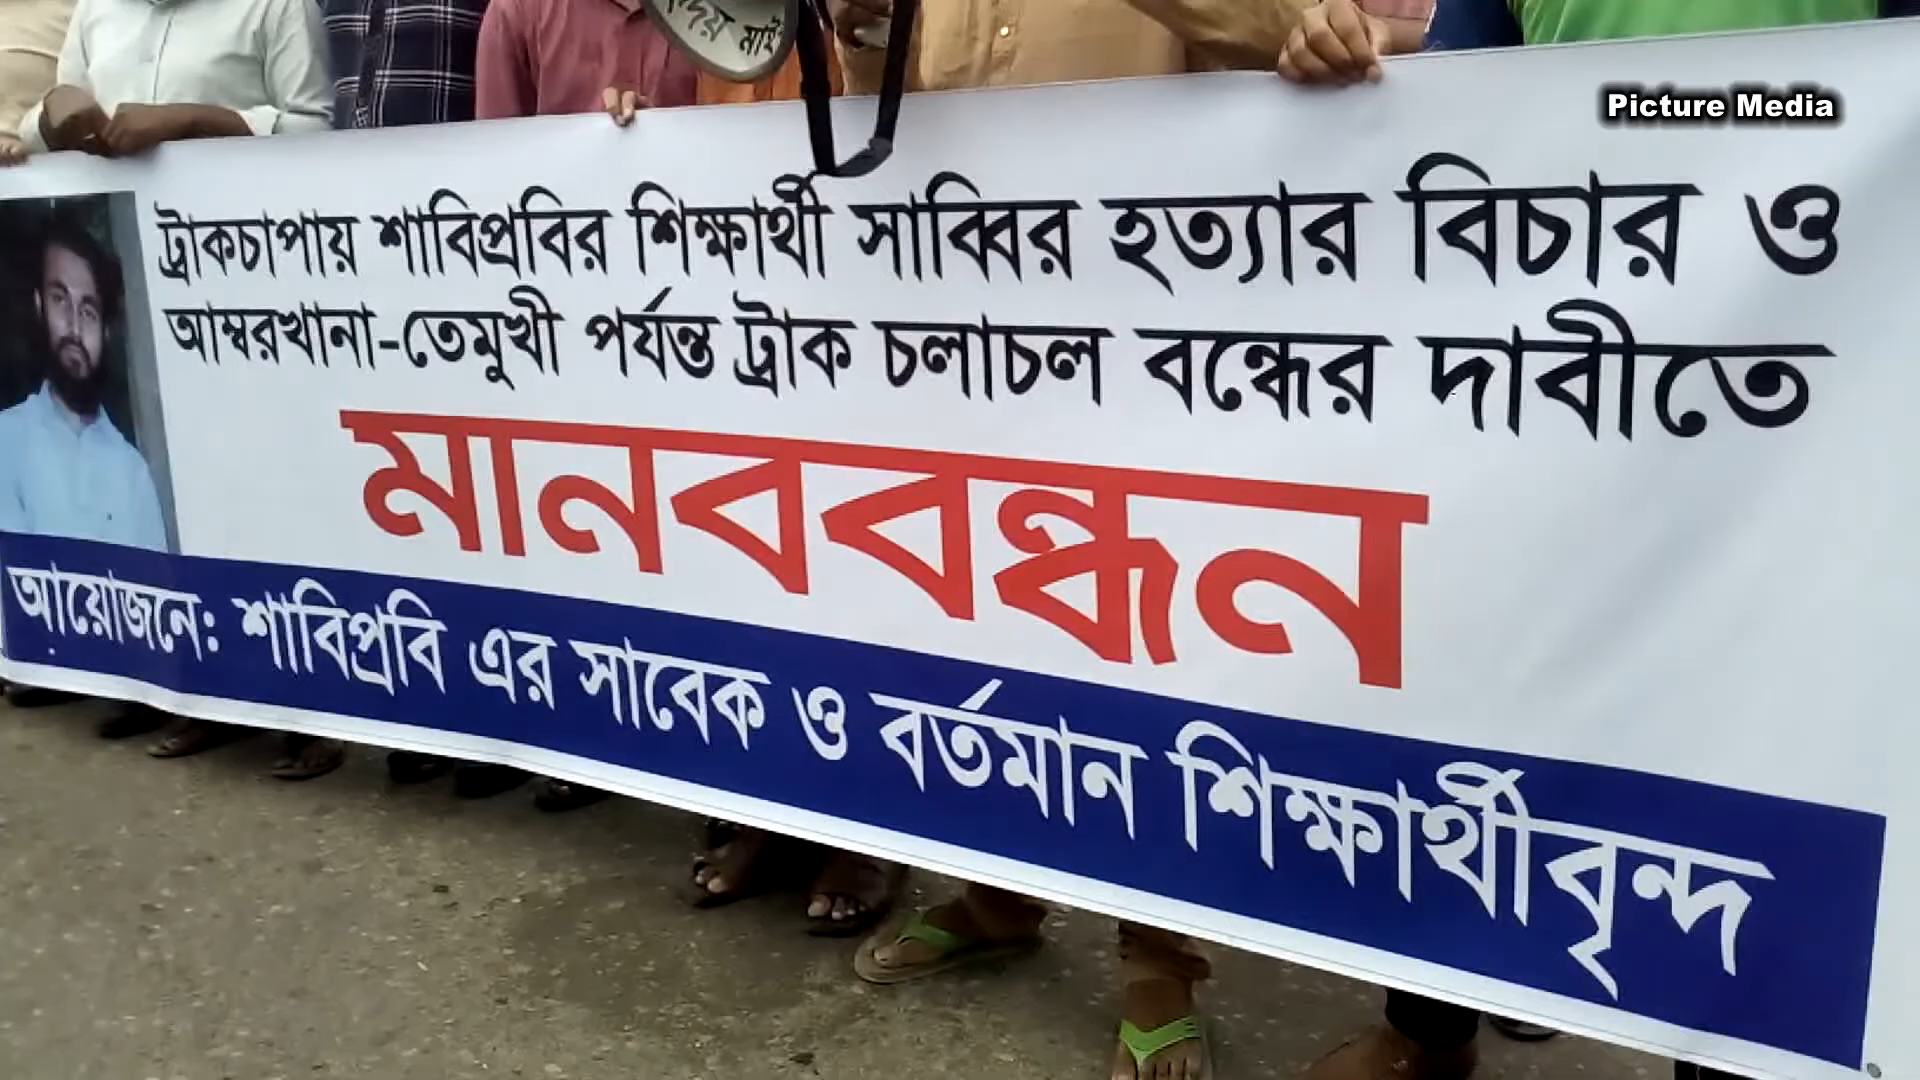 দয় মাই
Picture Media
ট্রাকচাপায় শাবিপ্রবির শিক্ষার্থী সাব্বির হত্যার বিচার ও
আম্বরখানা-তেমুখী পর্যন্ত ট্রাক চলাচল বন্ধের দাবীতে
মানববন্ধন
আয়োজনে: শাবিপ্রবি এর সাবেক ও বর্তমান শিক্ষার্থীবৃন্দ